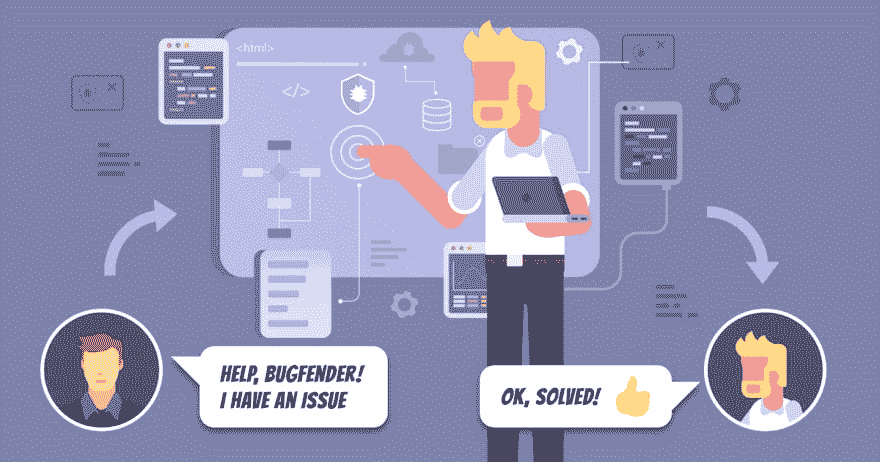 <html>
</>
HELP, BUGFENDER!
I HAVE AN ISSUE
OK, SOLVED!